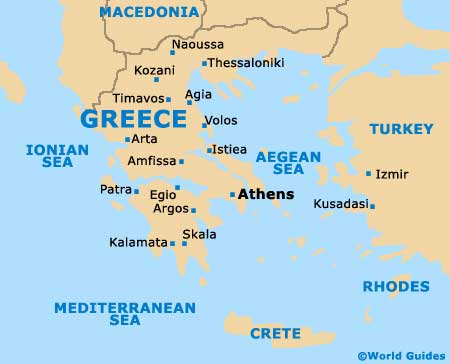 MACEDONIA
Naoussa
Kozani
Thessaloniki
Timavos
Agia
GREECE
Volos
TURKEY
Arta
IONIAN
SEA
Istiea
Amfissa
AEGEAN
SEA
Izmir
Patra
Egio
Athens
Argos
Kusadasi
Skala
Kalamata
RHODES
MEDITERRANEAN
SEA
CRETE
©World Guides